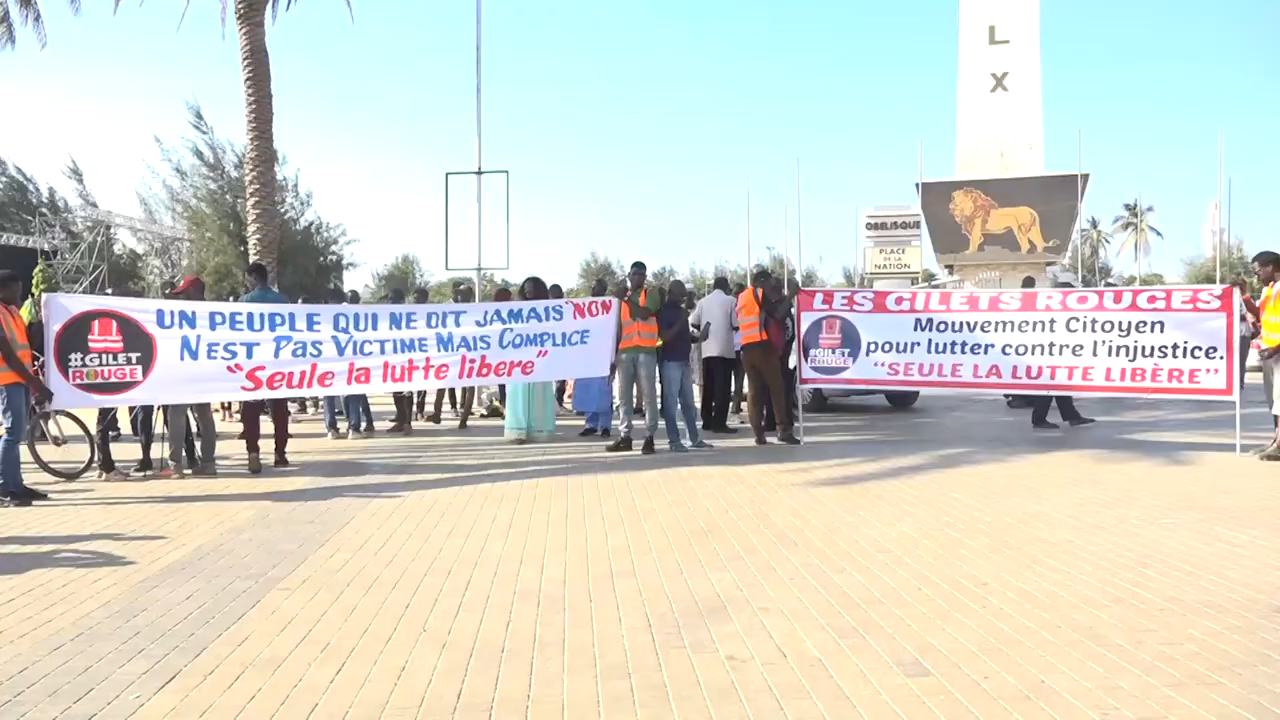 UN PEUPLE QUI NE DIT JAMAIS "NON
N'EST PAS VICTIME MAIS COMPLICE
"Seule la lutte libere"
#GILET
ROUGE
L
X
OBELISQUE
PLACE
DE LA
NATION
LES GILETS ROUGES
Mouvement Citoyen
pour lutter contre l'injustice.
"SEULE LA LUTTE LIBÈRE"
#GILET
ROUGE